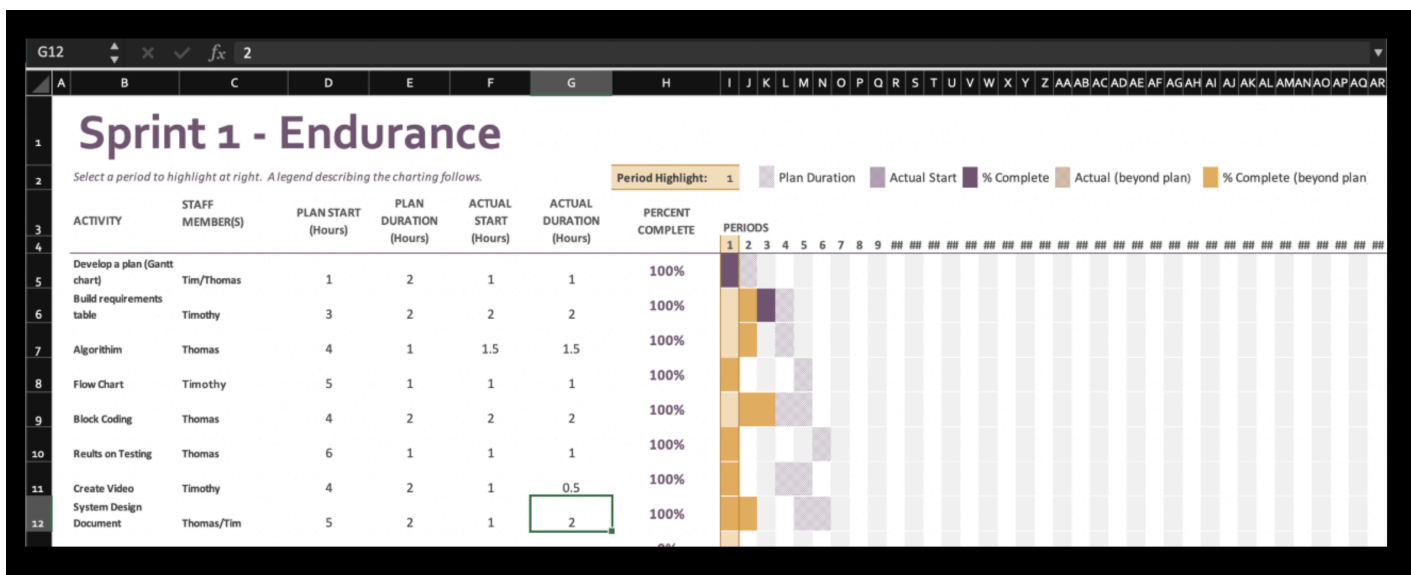 G12 fx 2
A B C D E F G H I J K L M N O P Q R S T U V W X Y Z AA AB AC AD AE AF AG AH AI AJ AK AL AM AN AO AP AQ AR
1 Sprint 1 - Endurance
2 Select a period to highlight at right. A legend describing the charting follows. Period Highlight: 1 Plan Duration Actual Start % Complete Actual (beyond plan) % Complete (beyond plan
STAFF PLAN ACTUAL ACTUAL
ACTIVITY MEMBER(S) PLAN START DURATION START DURATION PERCENT
3 (Hours) (Hours) (Hours) (Hours) COMPLETE PERIODS
4 1 2 3 4 5 6 7 8 9 ## ## ## ## ## ## ## ## ## ## ## ## ## ## ## ## ## ## ## ## ## ## ## ## ## ## ##
Develop a plan (Gantt
5 chart) Tim/Thomas 1 2 1 1 100%
Build requirements
6 table Timothy 3 2 2 2 100%
7 Algorithim Thomas 4 1 1.5 1.5 100%
8 Flow Chart Timothy 5 1 1 1 100%
9 Block Coding Thomas 4 2 2 2 100%
10 Reults on Testing Thomas 6 1 1 1 100%
11 Create Video Timothy 4 2 1 0.5 100%
System Design
12 Document Thomas/Tim 5 2 1 2 100%